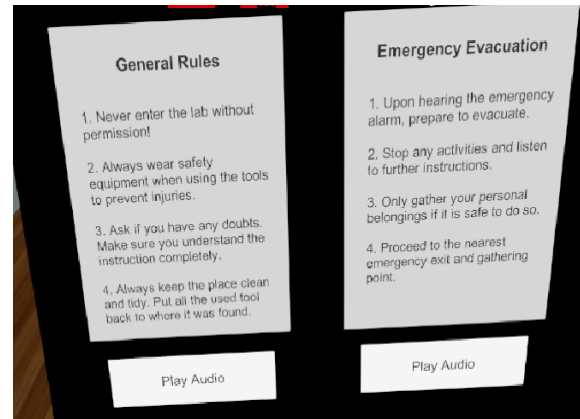 General Rules
1. Never enter the lab without
permission!
2. Always wear safety
equipment when using the tools
to prevent injuries.
3. Ask if you have any doubts.
Make sure you understand the
instruction completely.
4. Always keep the place clean
and tidy. Put all the used tool
back to where it was found.
Play Audio
Emergency Evacuation
1. Upon hearing the emergency
alarm, prepare to evacuate.
2. Stop any activities and listen
to further instructions.
3. Only gather your personal
belongings if it is safe to do so.
4. Proceed to the nearest
emergency exit and gathering
point.
Play Audio